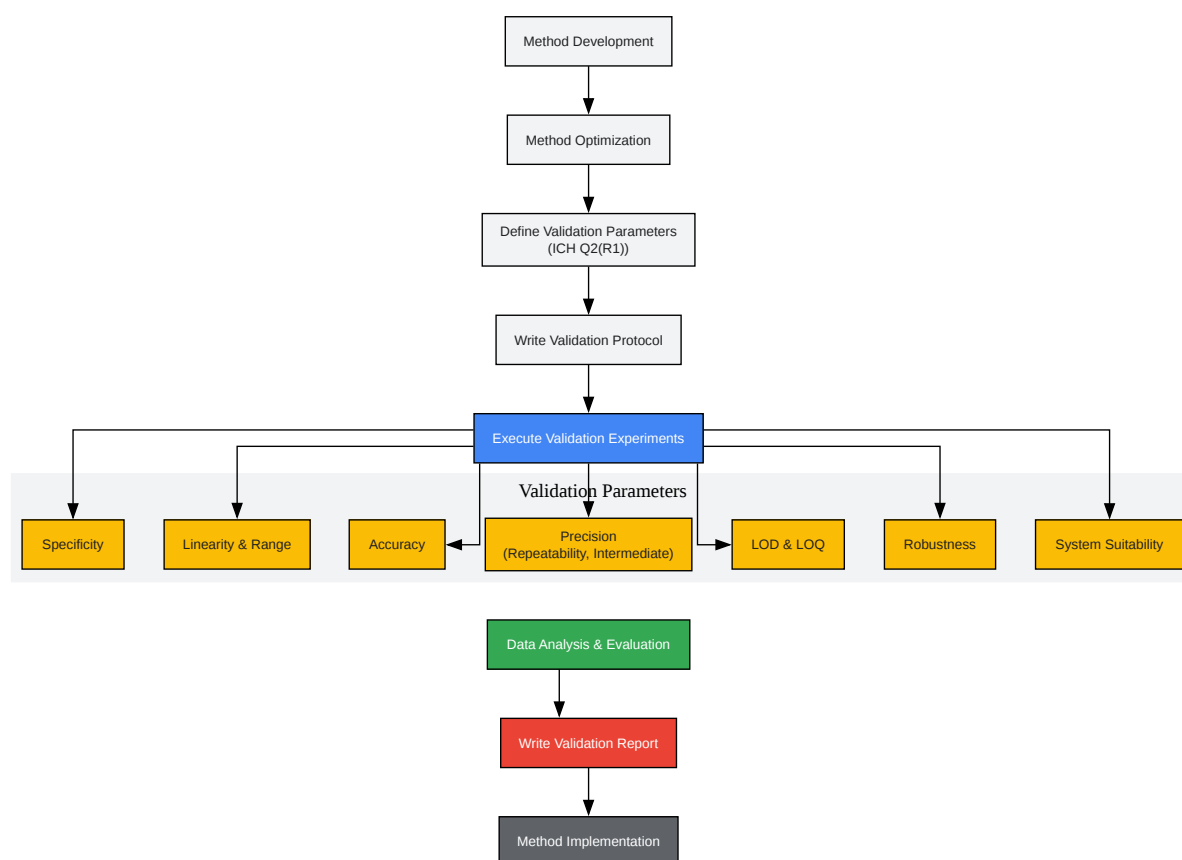 Method Development
Method Optimization
Define Validation Parameters
(ICH Q2(R1))
Write Validation Protocol
Execute Validation Experiments
Validation Parameters
Specificity
Linearity & Range
Accuracy
Precision
(Repeatability, Intermediate)
LOD & LOQ
Robustness
System Suitability
Data Analysis & Evaluation
Write Validation Report
Method Implementation